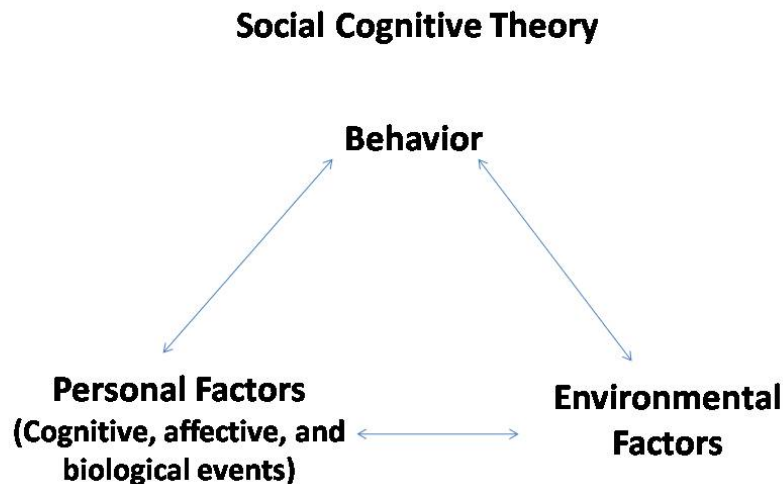 Social Cognitive Theory
Behavior
Personal Factors
(Cognitive, affective, and
biological events)
Environmental
Factors